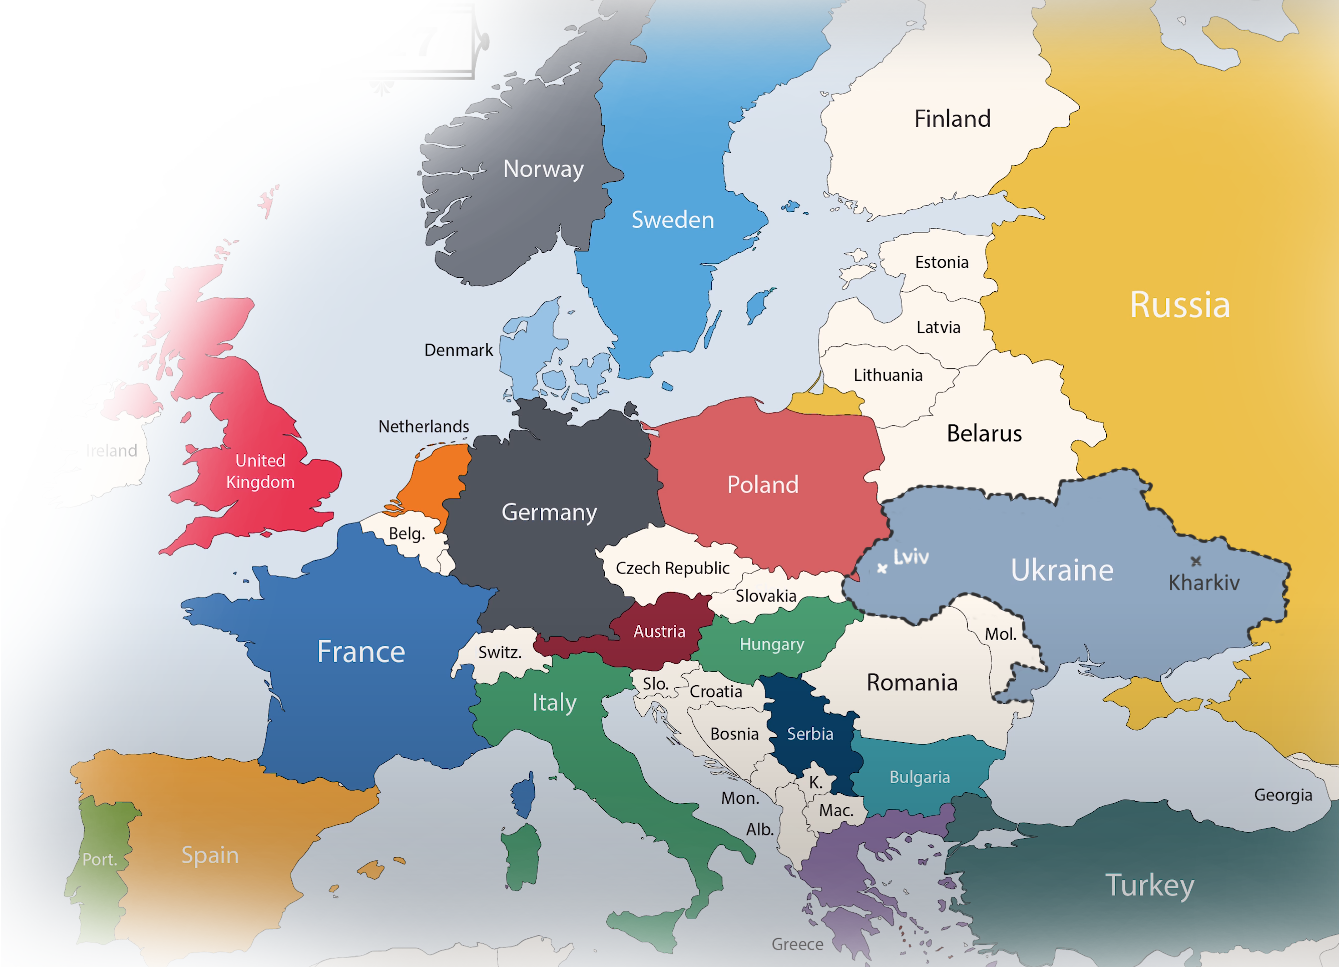 7
Finland
Norway
Sweden
Estonia
Russia
Latvia
Denmark
Lithuania
Netherlands
Belarus
Ireland
United
Kingdom
Poland
Germany
Belg.
Lviv
Ukraine
Kharkiv
Czech Republic
Slovakia
Austria
Mol.
Hungary
France
Switz.
Romania
Slo.
Croatia
Italy
Bosnia
Serbia
Bulgaria
K.
Mon.
Mac.
Georgia
Alb.
Port.
Spain
Turkey
Greece